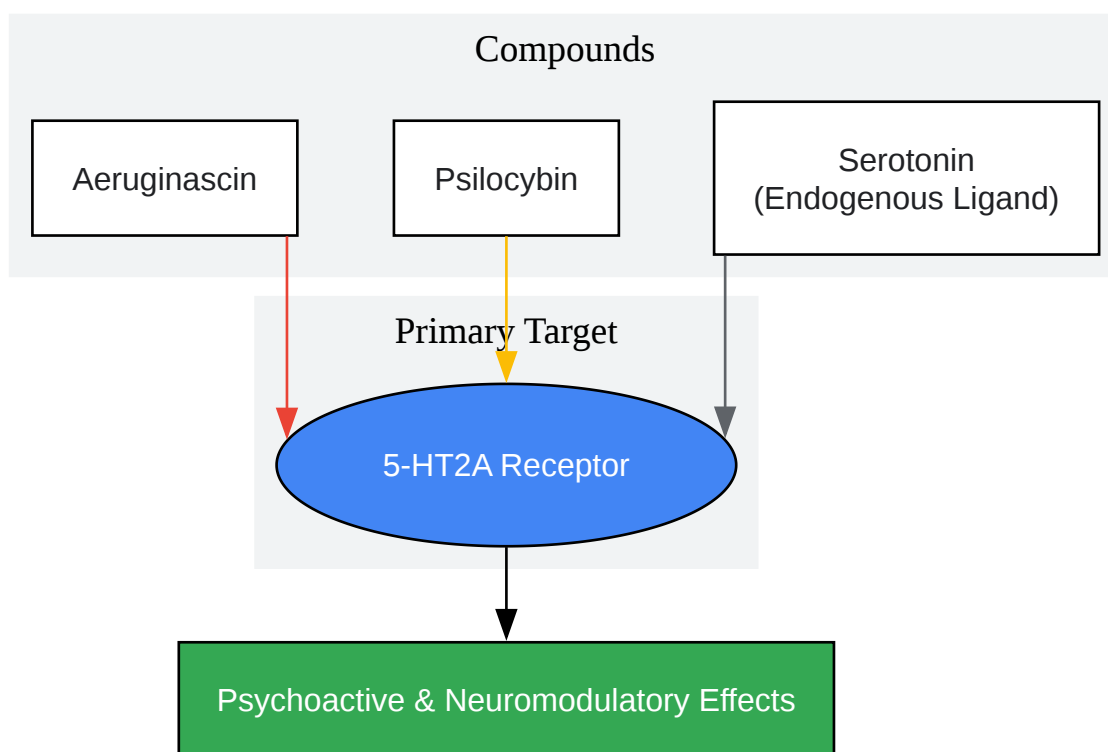 Compounds
Aeruginascin
Psilocybin
Serotonin
(Endogenous Ligand)
Primary Target
5-HT2A Receptor
Psychoactive & Neuromodulatory Effects